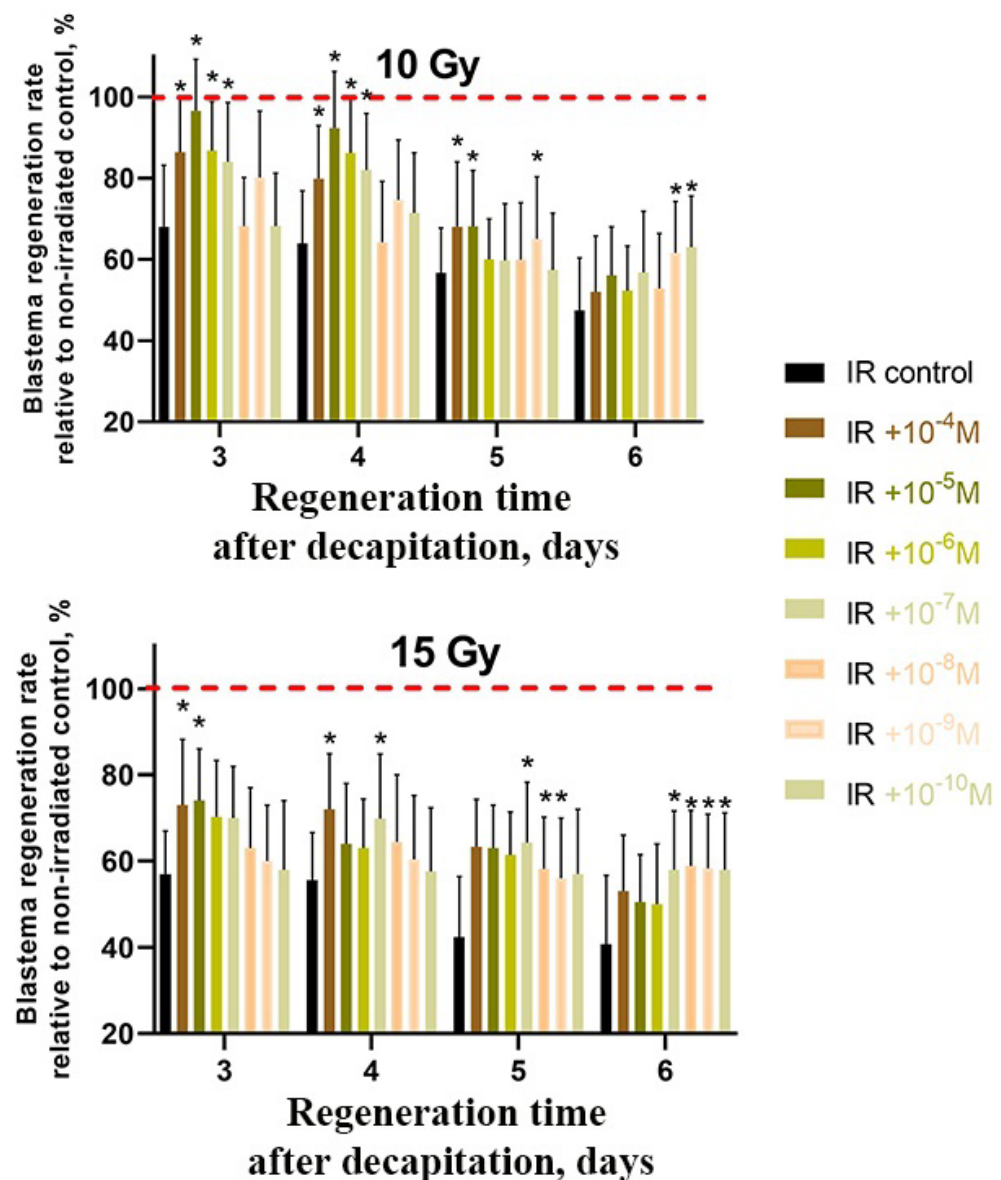 10 Gy
Blastema regeneration rate
relative to non-irradiated control, %
100
80
60
40
20
3 4 5 6
Regeneration time
after decapitation, days
* * * *
* * * *
* * *
* *
IR control
IR +10⁻⁴M
IR +10⁻⁵M
IR +10⁻⁶M
IR +10⁻⁷M
IR +10⁻⁸M
IR +10⁻⁹M
IR +10⁻¹⁰M
15 Gy
Blastema regeneration rate
relative to non-irradiated control, %
100
80
60
40
20
3 4 5 6
Regeneration time
after decapitation, days
* *
* *
* * *
* * * *